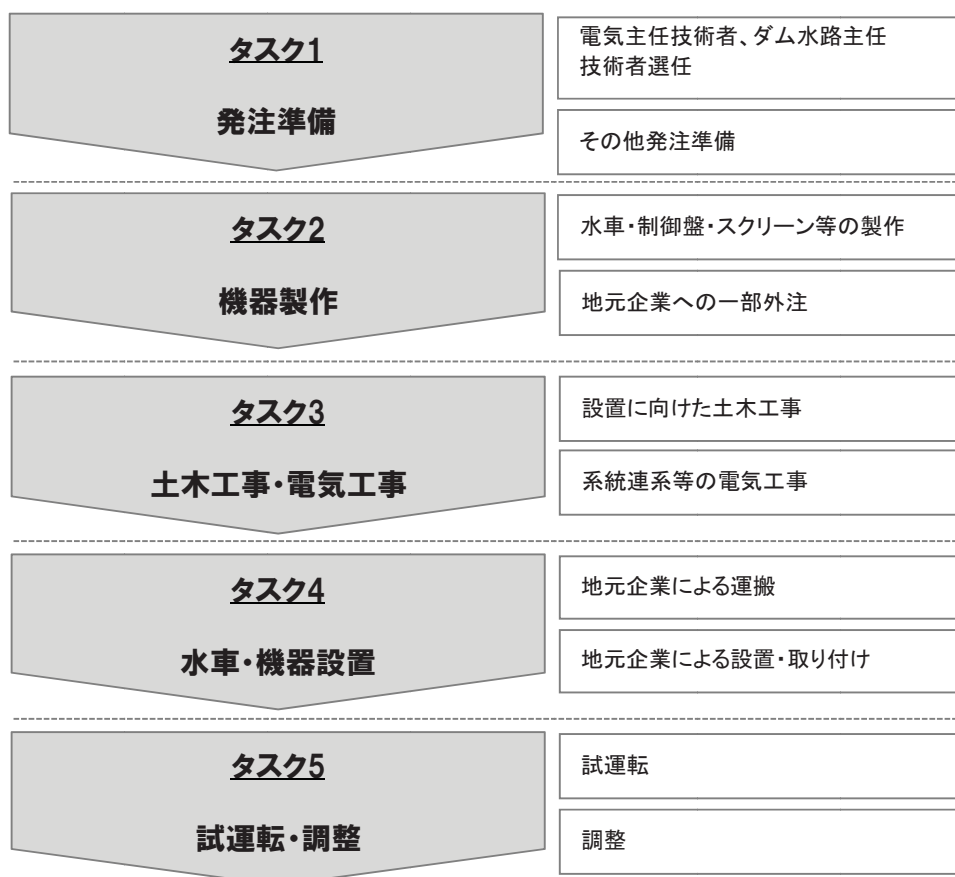 タスク1
発注準備
電気主任技術者、ダム水路主任
技術者選任
その他発注準備
タスク2
機器製作
水車・制御盤・スクリーン等の製作
地元企業への一部外注
タスク3
土木工事・電気工事
設置に向けた土木工事
系統連系等の電気工事
タスク4
水車・機器設置
地元企業による運搬
地元企業による設置・取り付け
タスク5
試運転・調整
試運転
調整